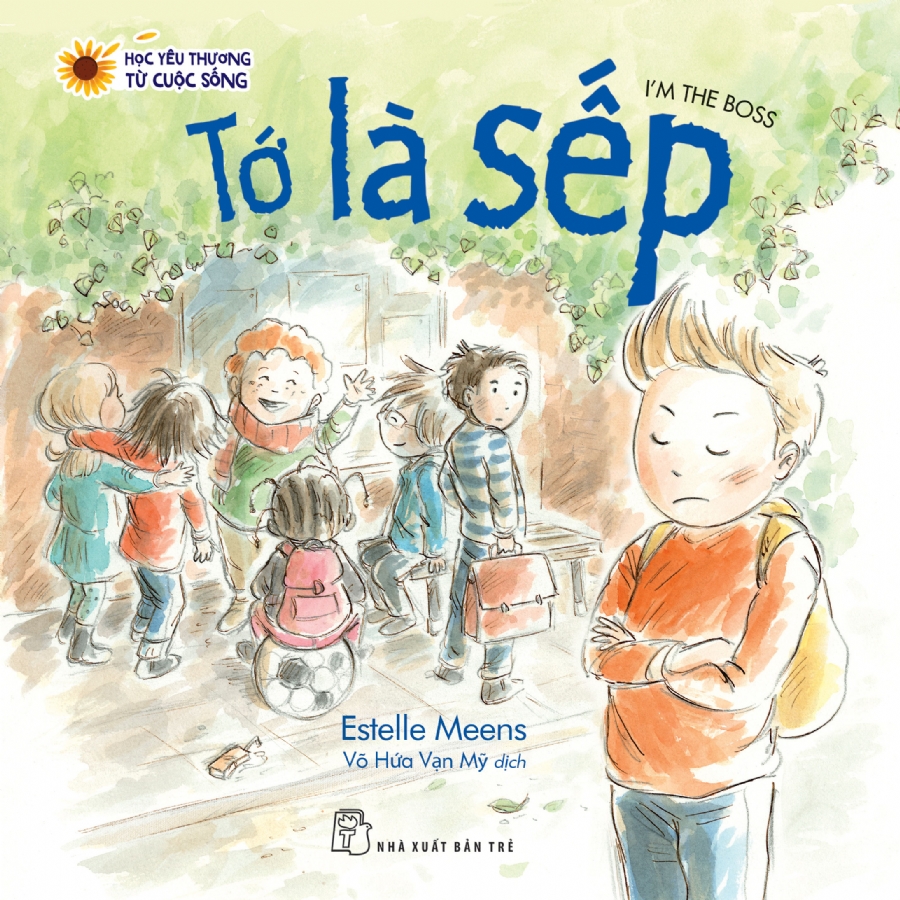 HỌC YÊU THƯƠNG
TỪ CUỘC SỐNG
I'M THE BOSS
Tớ là sếp
Estelle Meens
Võ Hứa Vạn Mỹ dịch
NHÀ XUẤT BẢN TRẺ